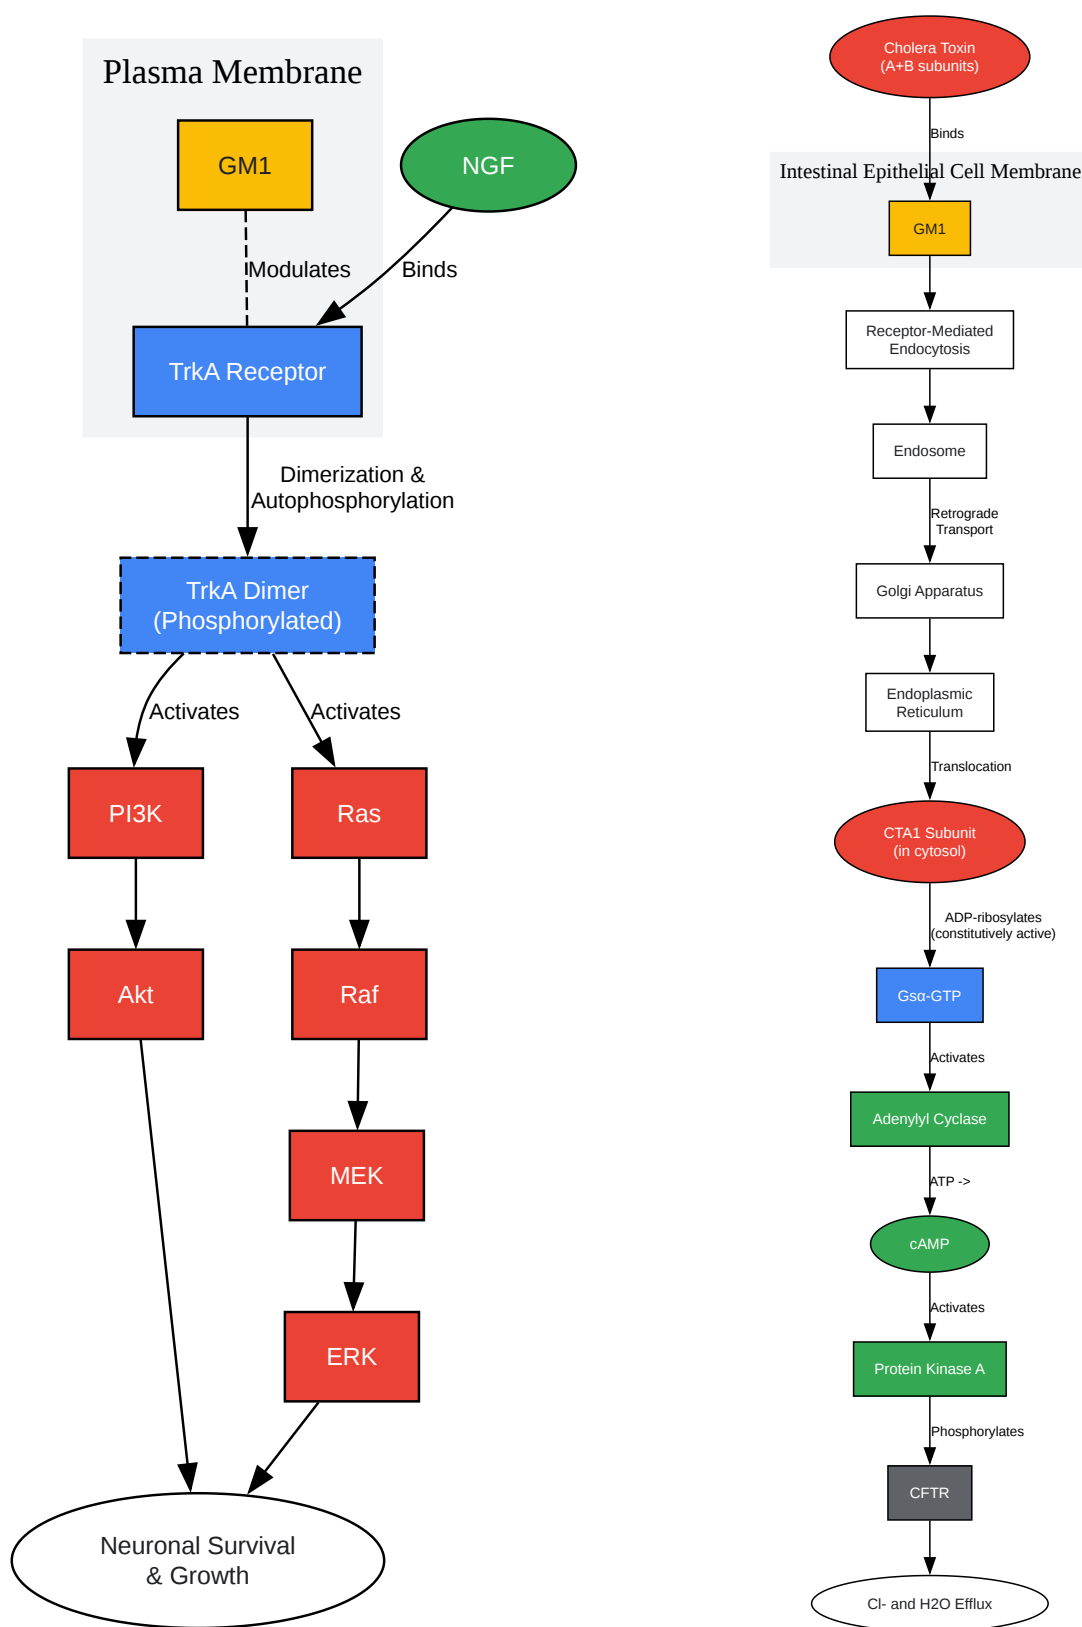 Plasma Membrane
GM1
NGF
Modulates
Binds
TrkA Receptor
Dimerization &
Autophosphorylation
TrkA Dimer
(Phosphorylated)
Activates
Activates
PI3K
Ras
Akt
Raf
MEK
ERK
Neuronal Survival
& Growth
Cholera Toxin
(A+B subunits)
Binds
Intestinal Epithelial Cell Membrane
GM1
Receptor-Mediated
Endocytosis
Endosome
Retrograde
Transport
Golgi Apparatus
Endoplasmic
Reticulum
Translocation
CTA1 Subunit
(in cytosol)
ADP-ribosylates
(constitutively active)
Gsα-GTP
Activates
Adenylyl Cyclase
ATP ->
cAMP
Activates
Protein Kinase A
Phosphorylates
CFTR
Cl- and H2O Efflux